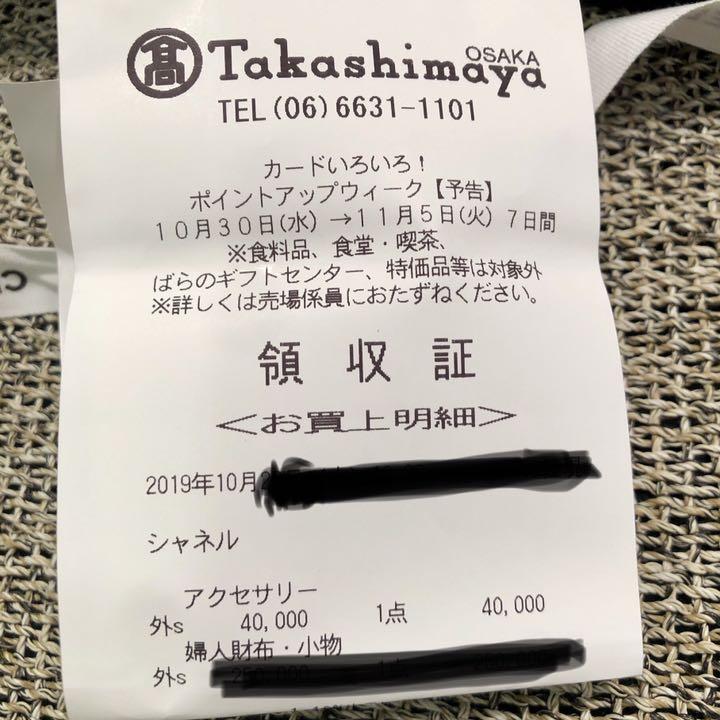 髙 Takashimaya OSAKA
TEL(06)6631-1101
カードいろいろ!
ポイントアップウィーク【予告】
10月30日(水)→11月5日(火) 7日間
※食料品、食堂・喫茶、
ばらのギフトセンター、特価品等は対象外
※詳しくは売場係員におたずねください。
領収証
<お買上明細>
2019年10月
シャネル
アクセサリー
外s 40,000 1点 40,000
婦人財布・小物
外s